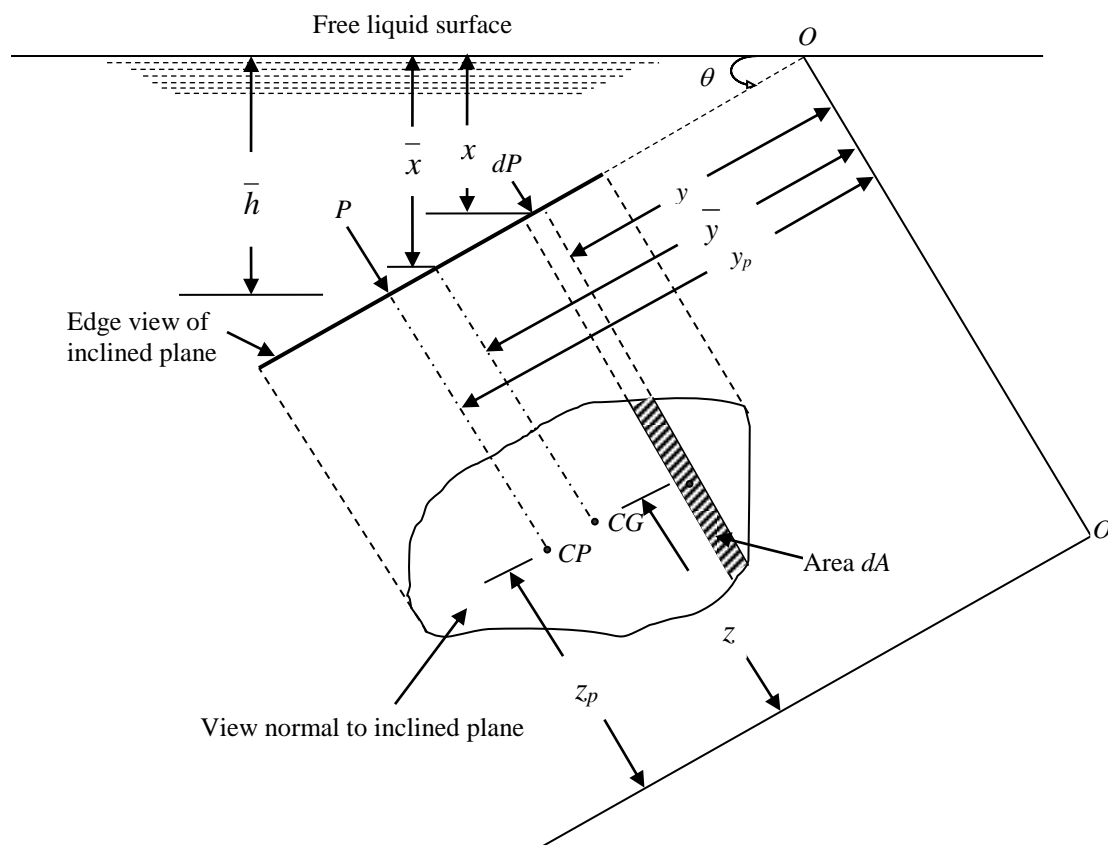 Free liquid surface
O
θ
x̄
x
dP
h̄
P
y
ȳ
yₚ
Edge view of
inclined plane
CG
CP
Area dA
O
z
zₚ
View normal to inclined plane